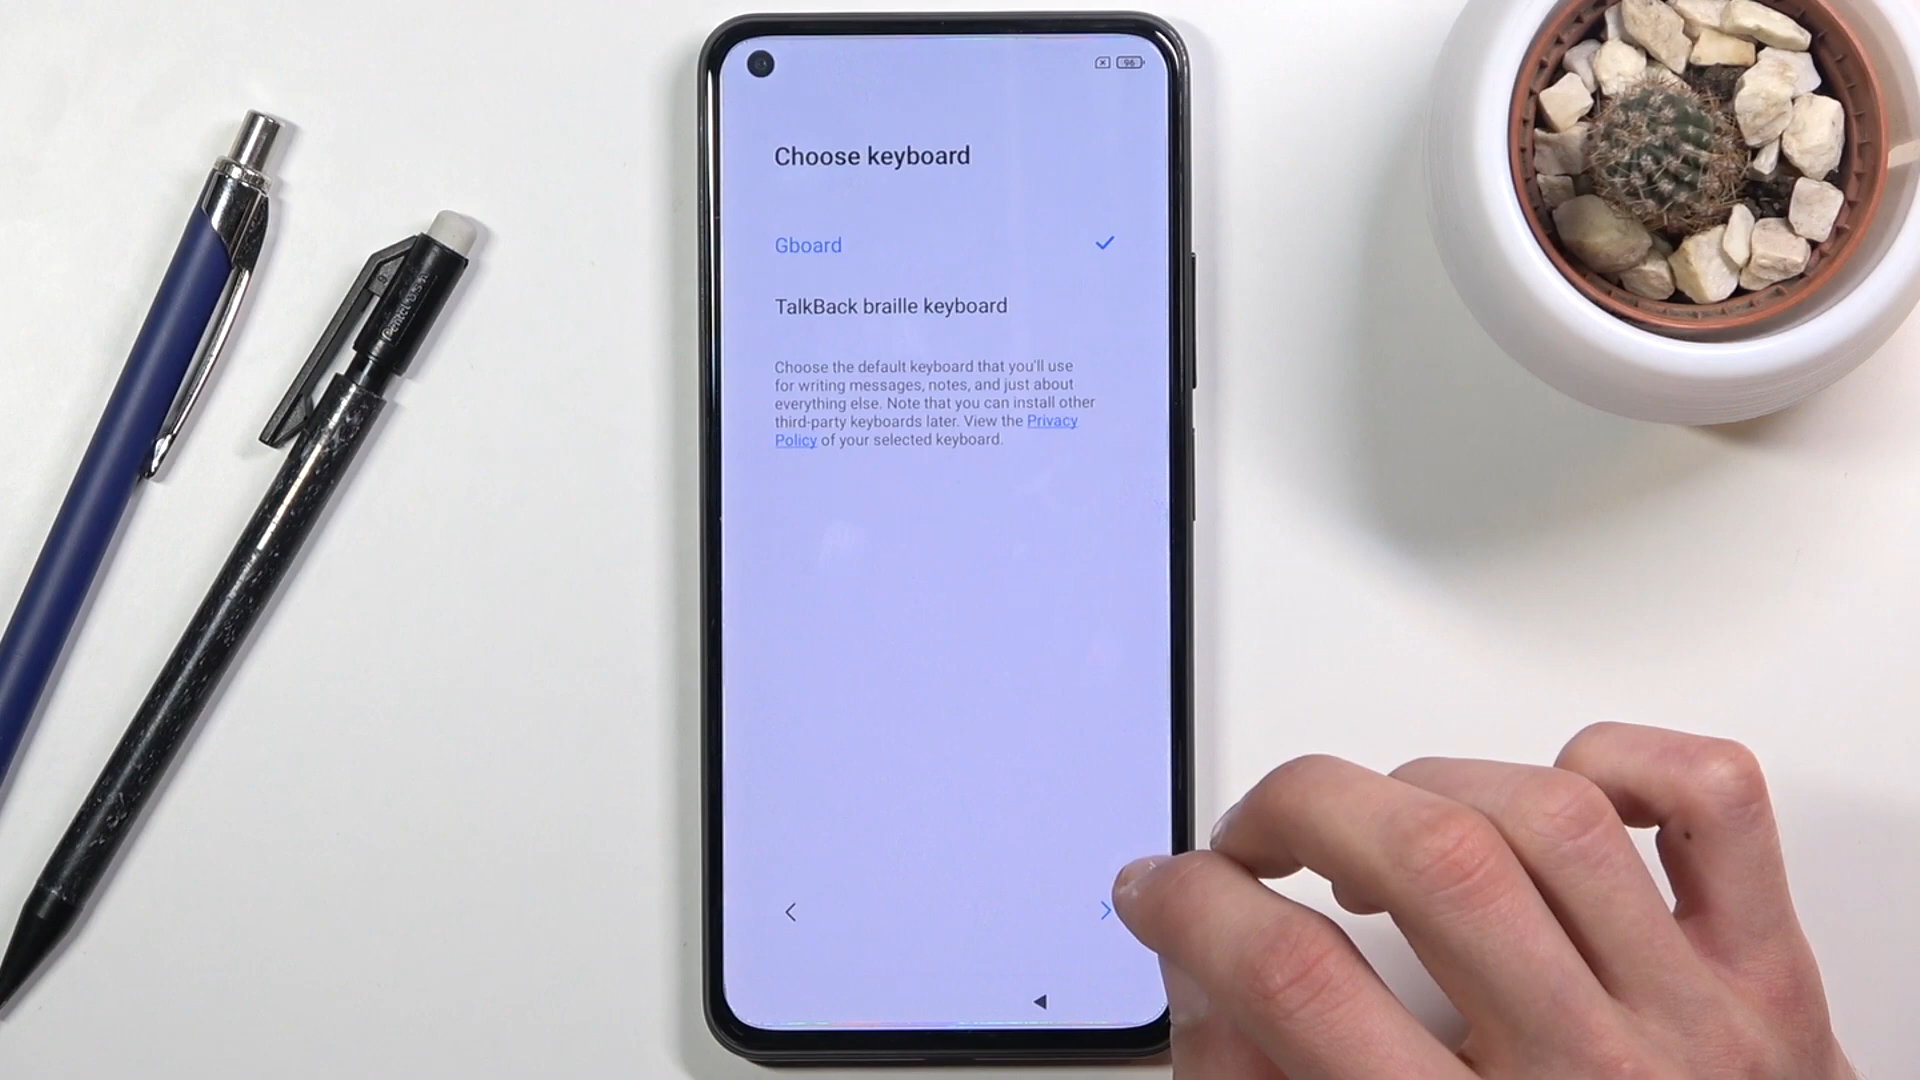 96
Choose keyboard
Gboard
TalkBack braille keyboard
Choose the default keyboard that you'll use
for writing messages, notes, and just about
everything else. Note that you can install other
third-party keyboards later. View the Privacy
Policy of your selected keyboard.
Pentel